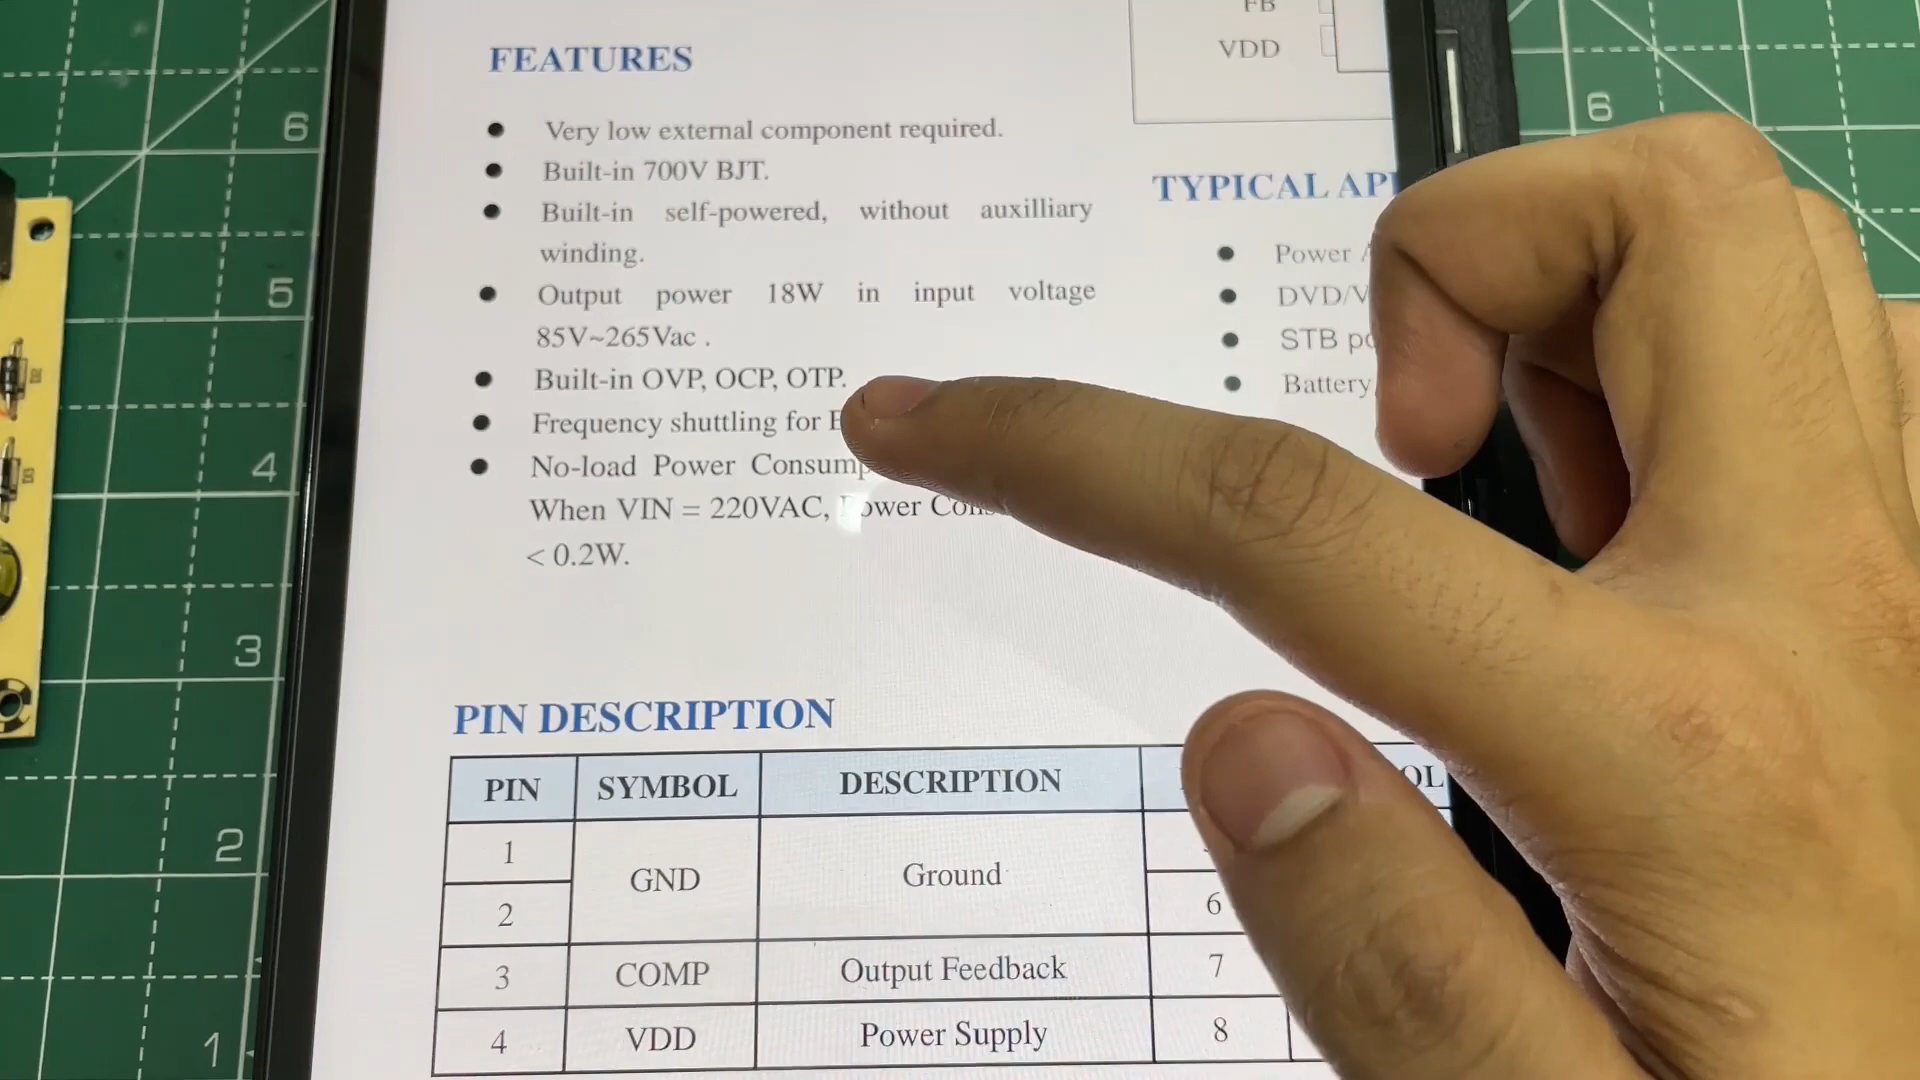 FB
VDD
FEATURES
Very low external component required.
Built-in 700V BJT.
Built-in self-powered, without auxilliary
winding.
Output power 18W in input voltage
85V~265Vac .
Built-in OVP, OCP, OTP.
Frequency shuttling for
No-load Power
When VIN = 220VAC, Power
< 0.2W.
TYPICAL
Power
STB
Battery
PIN DESCRIPTION
PIN SYMBOL DESCRIPTION
1 GND Ground
2
6
3 COMP Output Feedback 7
4 VDD Power Supply 8
6
5
4
3
2
1
6